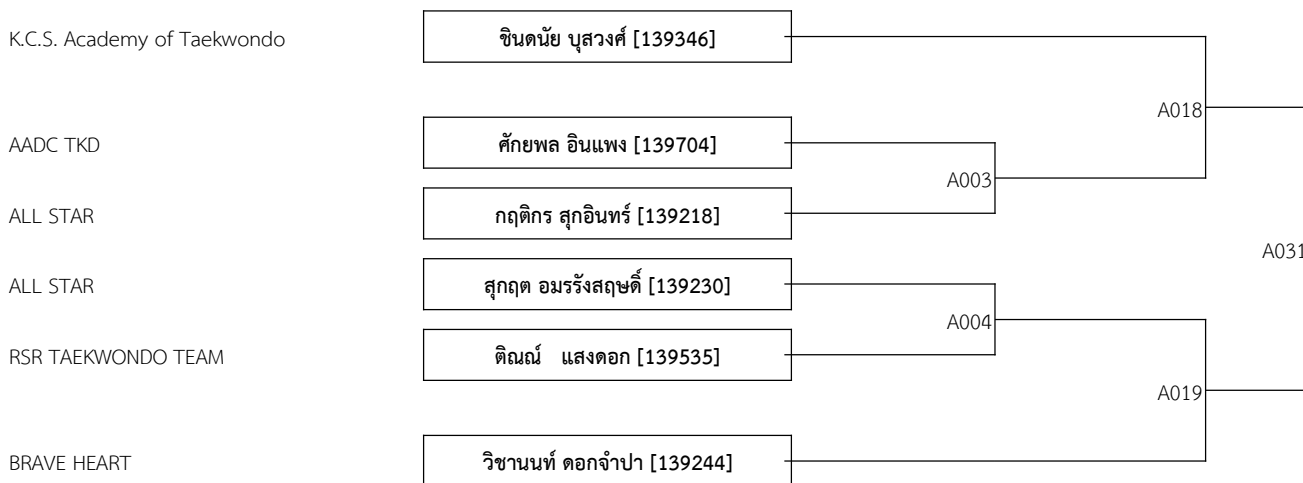 K.C.S. Academy of Taekwondo ชินดนัย บุสวงศ์ [139346]
A018
AADC TKD ศักยพล อินแพง [139704]
A003
ALL STAR กฤติกร สุกอินทร์ [139218]
A031
ALL STAR สุกฤต อมรรังสฤษดิ์ [139230]
A004
RSR TAEKWONDO TEAM ติณณ์ แสงดอก [139535]
A019
BRAVE HEART วิชานนท์ ดอกจำปา [139244]